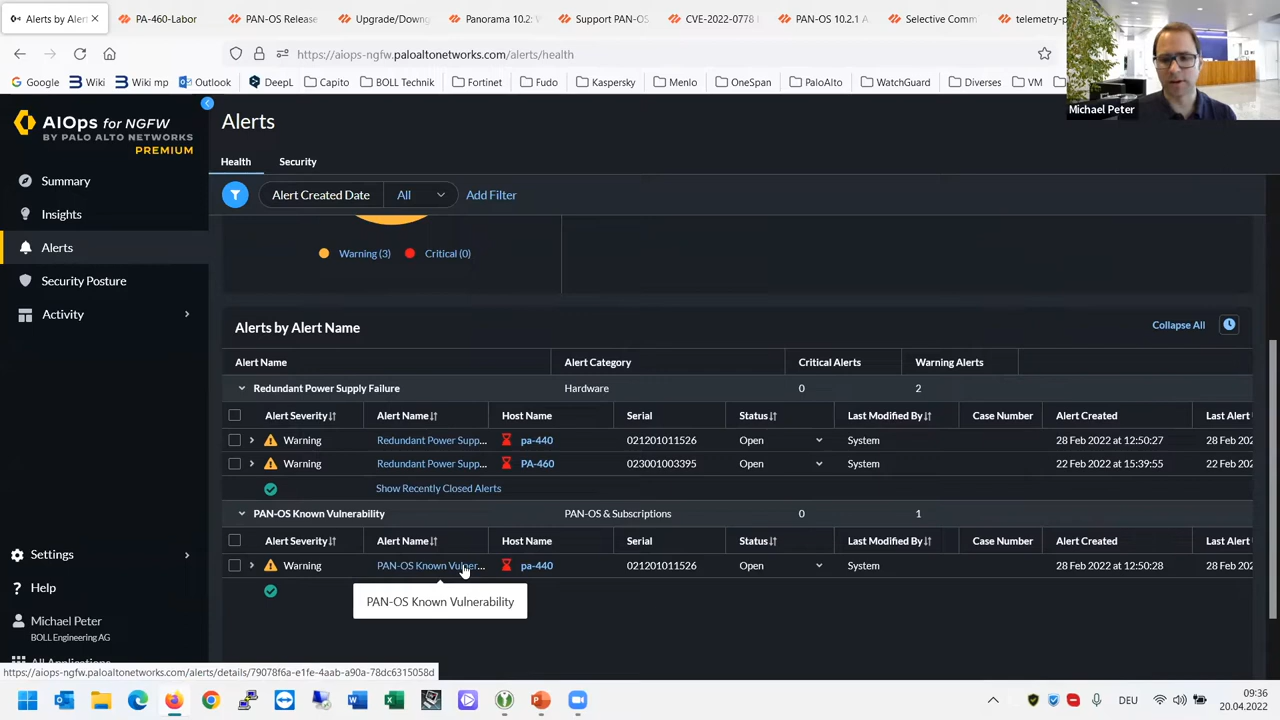 Alerts by Aler
PA-460-Labor
PAN-OS Release
Upgrade/Downg
Panorama 10.2:
Support PAN-OS
CVE-2022-0778
PAN-OS 10.2.1 A
Selective Comm
telemetry-p
https://aiops-ngfw.paloaltonetworks.com/alerts/health
Google
Wiki
Wiki mp
Outlook
DeepL
Capito
BOLL Technik
Fortinet
Fudo
Kaspersky
Menlo
OneSpan
PaloAlto
WatchGuard
Diverses
VM
Michael Peter
AIOps for NGFW
BY PALO ALTO NETWORKS
PREMIUM
Summary
Insights
Alerts
Security Posture
Activity
Settings
Help
Michael Peter
BOLL Engineering AG
All Applications
Alerts
Health
Security
Alert Created Date
All
Add Filter
Warning (3)
Critical (0)
Alerts by Alert Name
Collapse All
Alert Name Alert Category Critical Alerts Warning Alerts
Redundant Power Supply Failure Hardware 0 2
Alert Severity Alert Name Host Name Serial Status Last Modified By Case Number Alert Created Last Alert
Warning Redundant Power Supp... pa-440 021201011526 Open System 28 Feb 2022 at 12:50:27 28 Feb 202
Warning Redundant Power Supp... PA-460 023001003395 Open System 22 Feb 2022 at 15:39:55 22 Feb 202
Show Recently Closed Alerts
PAN-OS Known Vulnerability PAN-OS & Subscriptions 0 1
Alert Severity Alert Name Host Name Serial Status Last Modified By Case Number Alert Created Last Alert
Warning PAN-OS Known Vulner... pa-440 021201011526 Open System 28 Feb 2022 at 12:50:28 28 Feb 202
PAN-OS Known Vulnerability
https://aiops-ngfw.paloaltonetworks.com/alerts/details/79078f6a-e1fe-4aab-a90a-78dc6315058d
DEU
09:36
20.04.2022